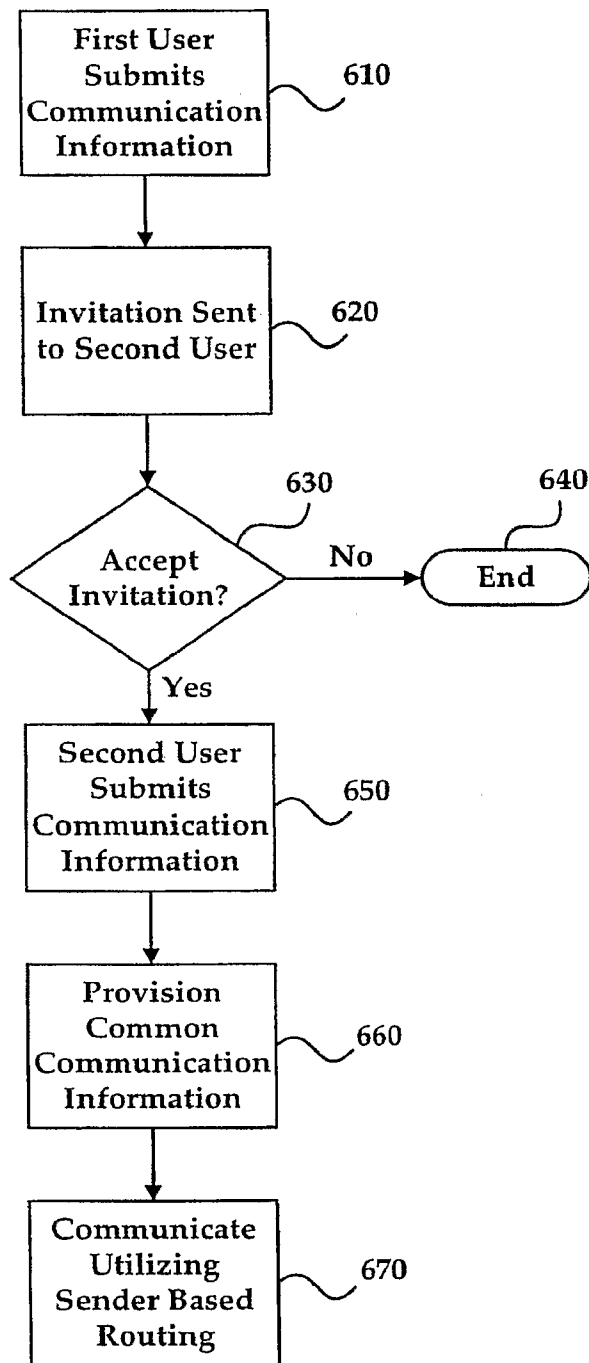 First User
Submits
Communication
Information
610
Invitation Sent
to Second User
620
630
Accept
Invitation?
No
640
End
Yes
Second User
Submits
Communication
Information
650
Provision
Common
Communication
Information
660
Communicate
Utilizing
Sender Based
Routing
670